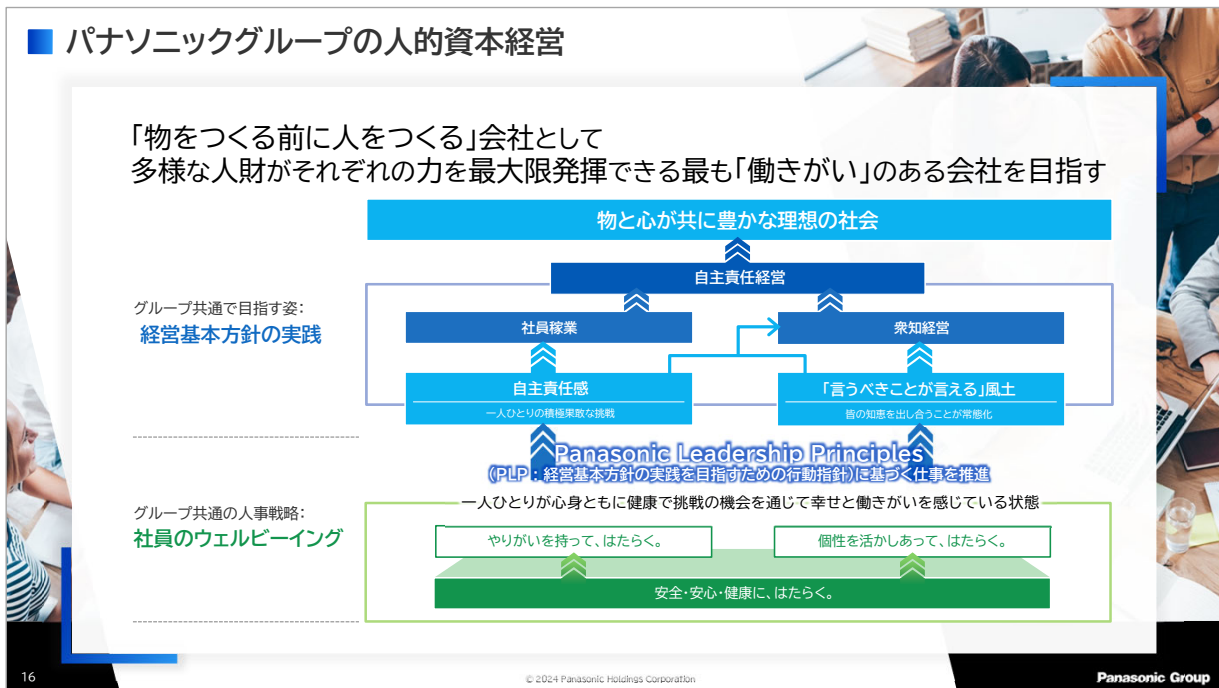 パナソニックグループの人的資本経営
「物をつくる前に人をつくる」会社として
多様な人財がそれぞれの力を最大限発揮できる最も「働きがい」のある会社を目指す
物と心が共に豊かな理想の社会
自主責任経営
グループ共通で目指す姿：
経営基本方針の実践
社員稼業
衆知経営
自主責任感
一人ひとりの積極果敢な挑戦
「言うべきことが言える」風土
皆の知恵を出し合うことが常態化
Panasonic Leadership Principles
(PLP：経営基本方針の実践を目指すための行動指針)に基づく仕事を推進
グループ共通の人事戦略：
社員のウェルビーイング
一人ひとりが心身ともに健康で挑戦の機会を通じて幸せと働きがいを感じている状態
やりがいを持って、はたらく。
個性を活かしあって、はたらく。
安全・安心・健康に、はたらく。
16
© 2024 Panasonic Holdings Corporation
Panasonic Group